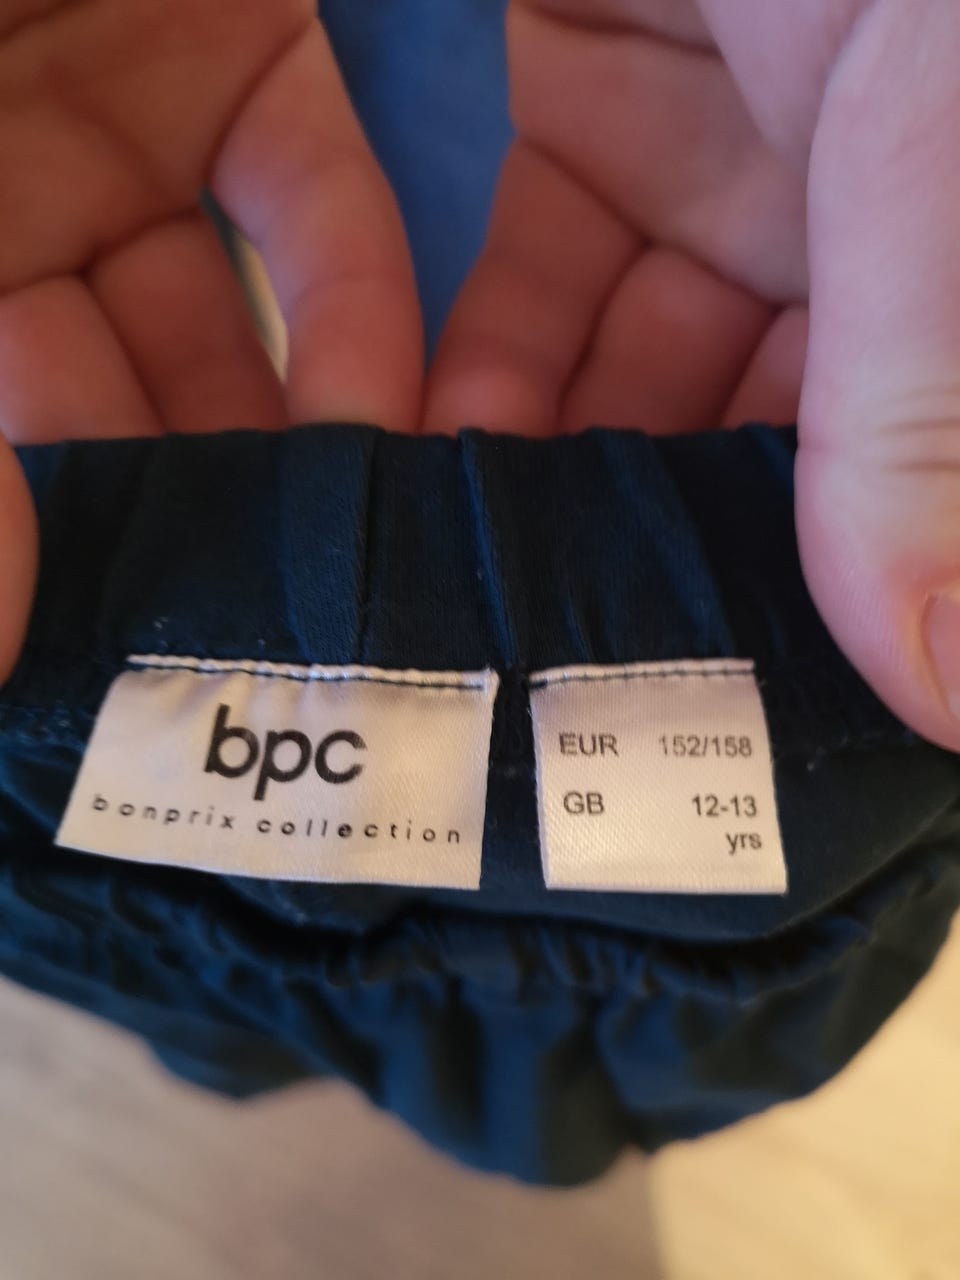 bpc
bonprix collection
EUR 152/158
GB 12-13
yrs